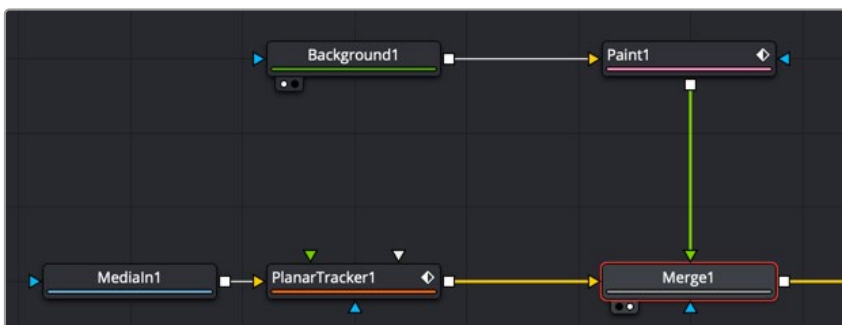 Background1
Paint1
MediaIn1
PlanarTracker1
Merge1